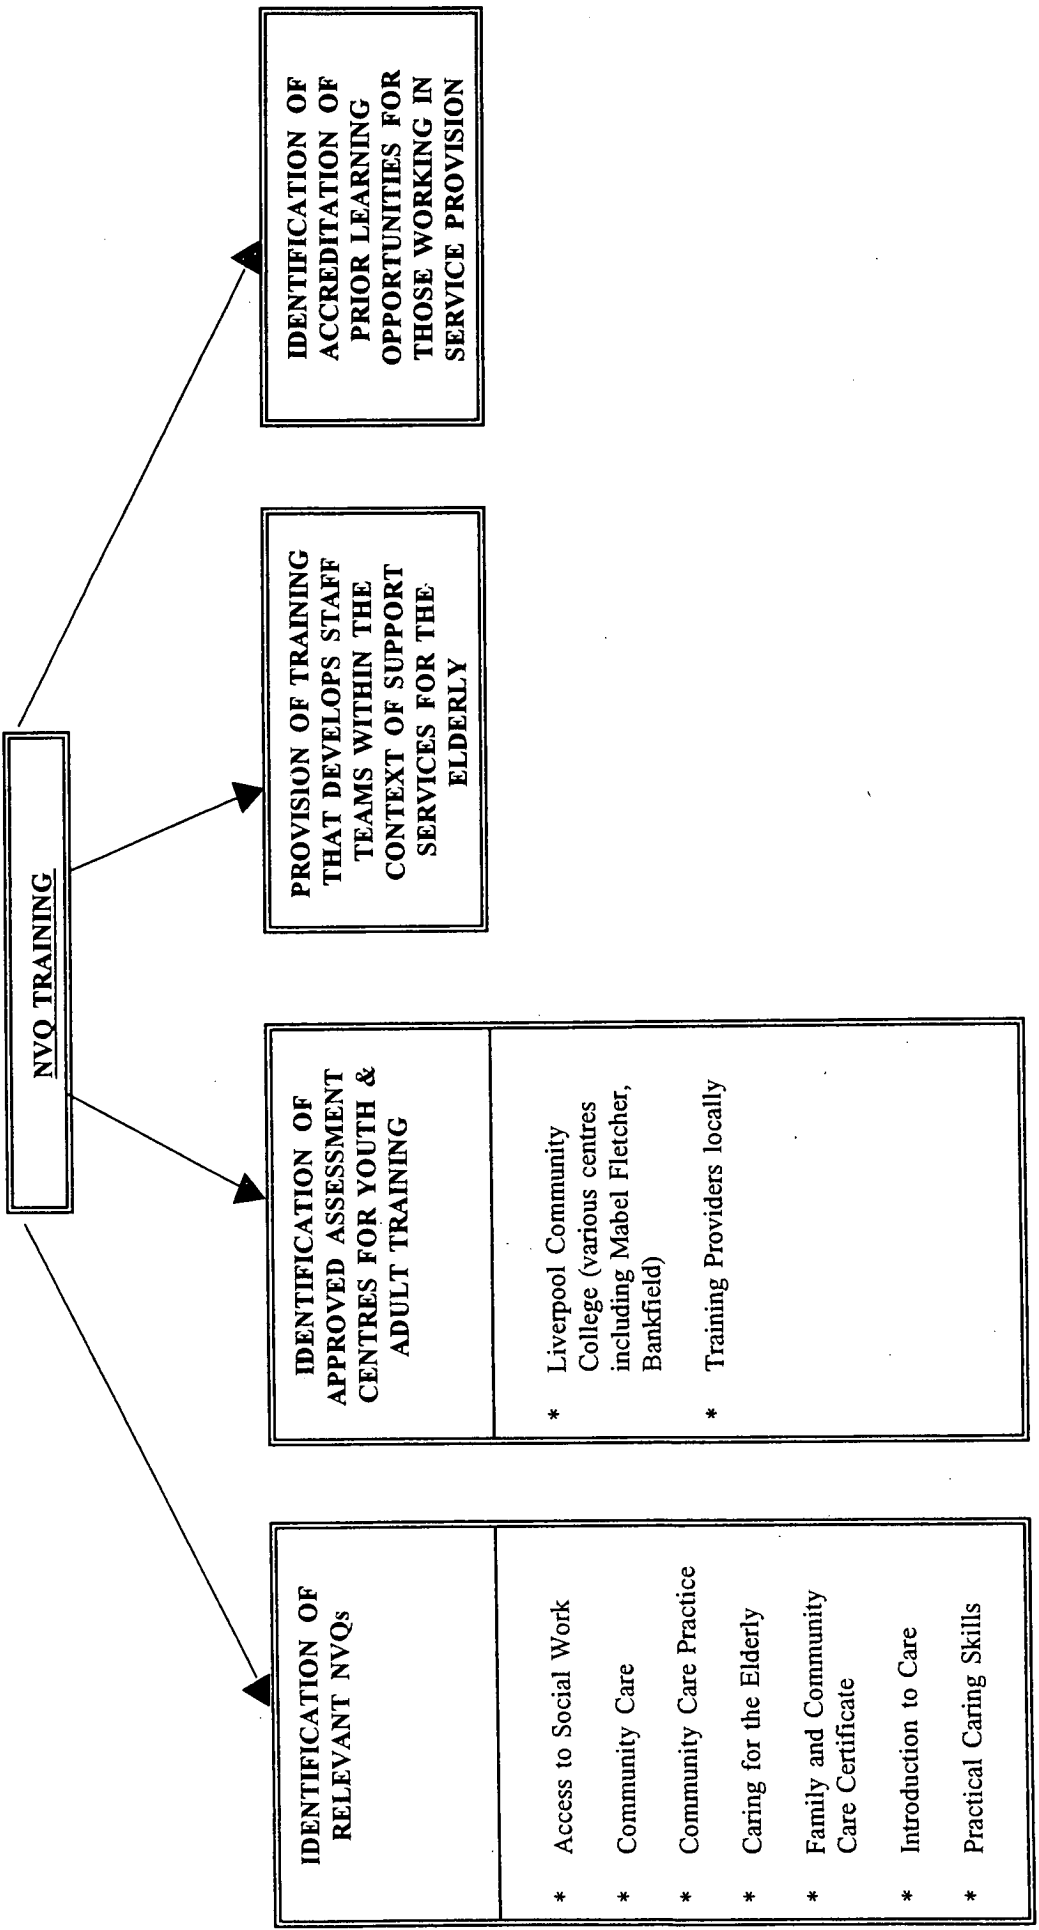 NVQ TRAINING
IDENTIFICATION OF
RELEVANT NVQs
* Access to Social Work
* Community Care
* Community Care Practice
* Caring for the Elderly
* Family and Community
Care Certificate
* Introduction to Care
* Practical Caring Skills
IDENTIFICATION OF
APPROVED ASSESSMENT
CENTRES FOR YOUTH &
ADULT TRAINING
* Liverpool Community
College (various centres
including Mabel Fletcher,
Bankfield)
* Training Providers locally
PROVISION OF TRAINING
THAT DEVELOPS STAFF
TEAMS WITHIN THE
CONTEXT OF SUPPORT
SERVICES FOR THE
ELDERLY
IDENTIFICATION OF
ACCREDITATION OF
PRIOR LEARNING
OPPORTUNITIES FOR
THOSE WORKING IN
SERVICE PROVISION